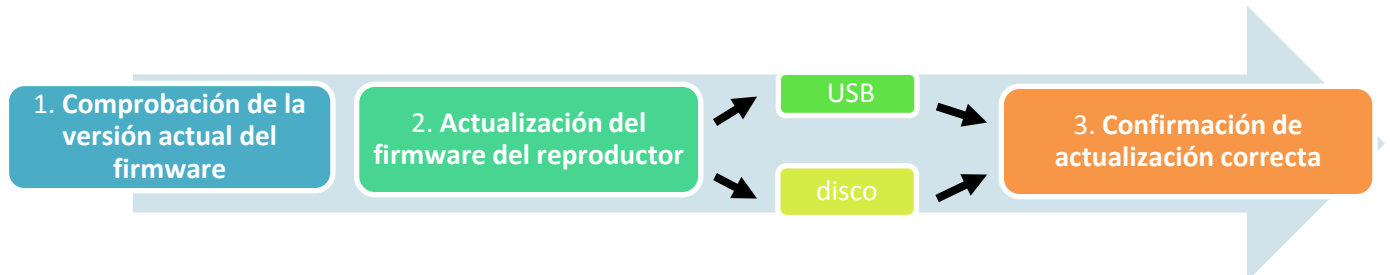 1. Comprobación de la
versión actual del
firmware
2. Actualización del
firmware del reproductor
USB
disco
3. Confirmación de
actualización correcta